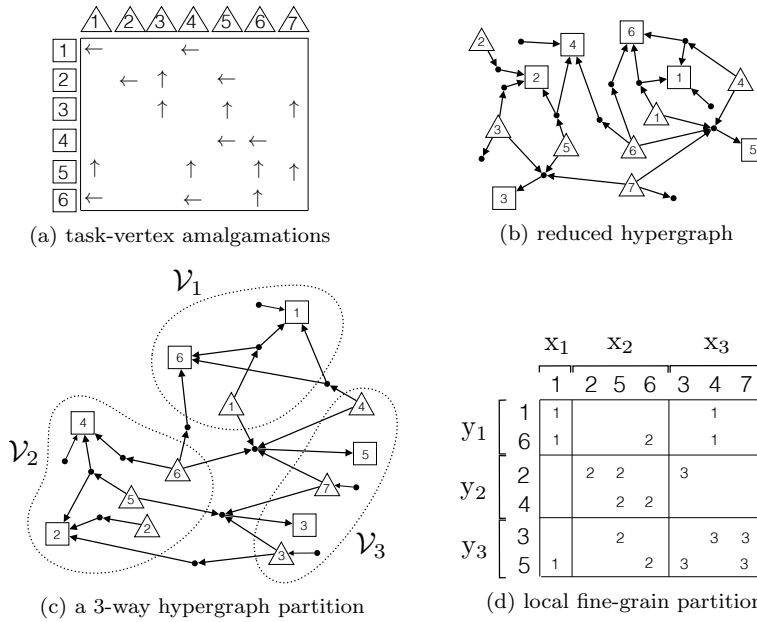 1 2 3 4 5 6 7
1 ← ←
2 ← ↑ ←
3 ↑ ↑ ↑
4 ← ←
5 ↑ ↑ ↑ ↑
6 ← ← ↑
(a) task-vertex amalgamations
2
4
6
2
1
4
3
1
5
6
5
3
7
(b) reduced hypergraph
𝒱1
1
6
1
4
4
𝒱2
5
6
7
5
2
2
3
3
𝒱3
(c) a 3-way hypergraph partition
x1 x2 x3
1 2 5 6 3 4 7
y1
1 1 1
6 1 2 1
y2
2 2 2 3
4 2 2
y3
3 2 3 3
5 1 2 3 3
(d) local fine-grain partition